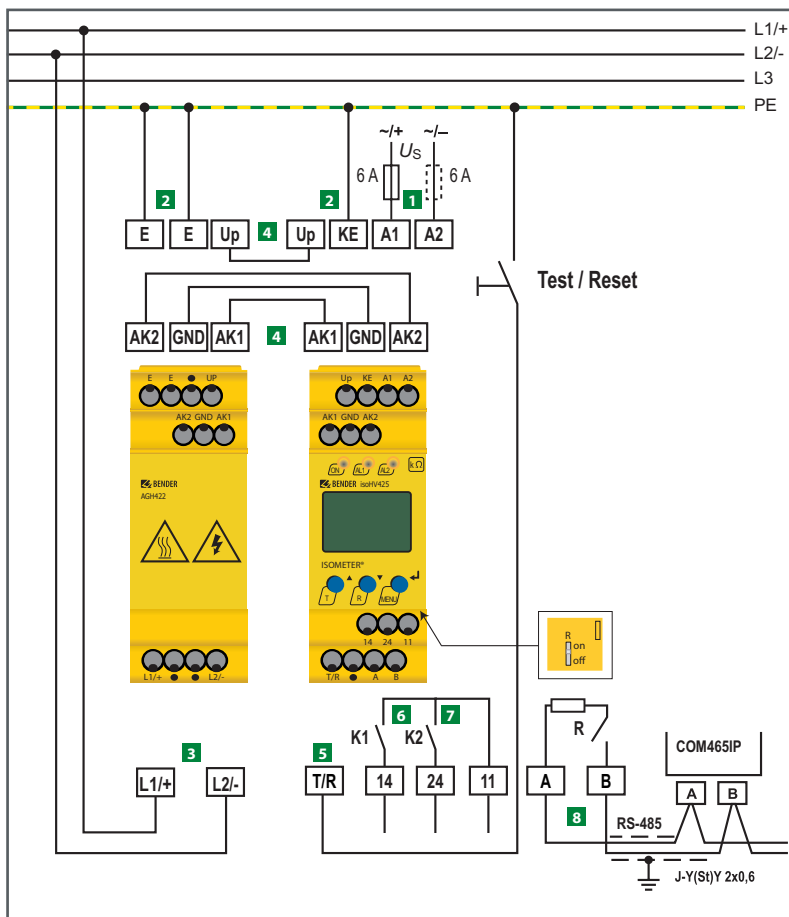 L1/+
L2/-
L3
PE
~/+ ~/–
US
6 A 6 A
2 2 1
E E Up 4 Up KE A1 A2
Test / Reset
AK2 GND AK1 4 AK1 GND AK2
E E UP
AK2 GND AK1
BENDER
AGH422
L1/+ L2/-
Up KE A1 A2
AK1 GND AK2
ON AL1 AL2 kΩ
BENDER isoHV425
ISOMETER®
T R MENU
14 24 11
T/R A B
R
on
off
3
L1/+ L2/-
5
T/R
6 7
K1 K2
14 24 11
R
A B
8
COM465IP
A B
RS-485
J-Y(St)Y 2x0,6